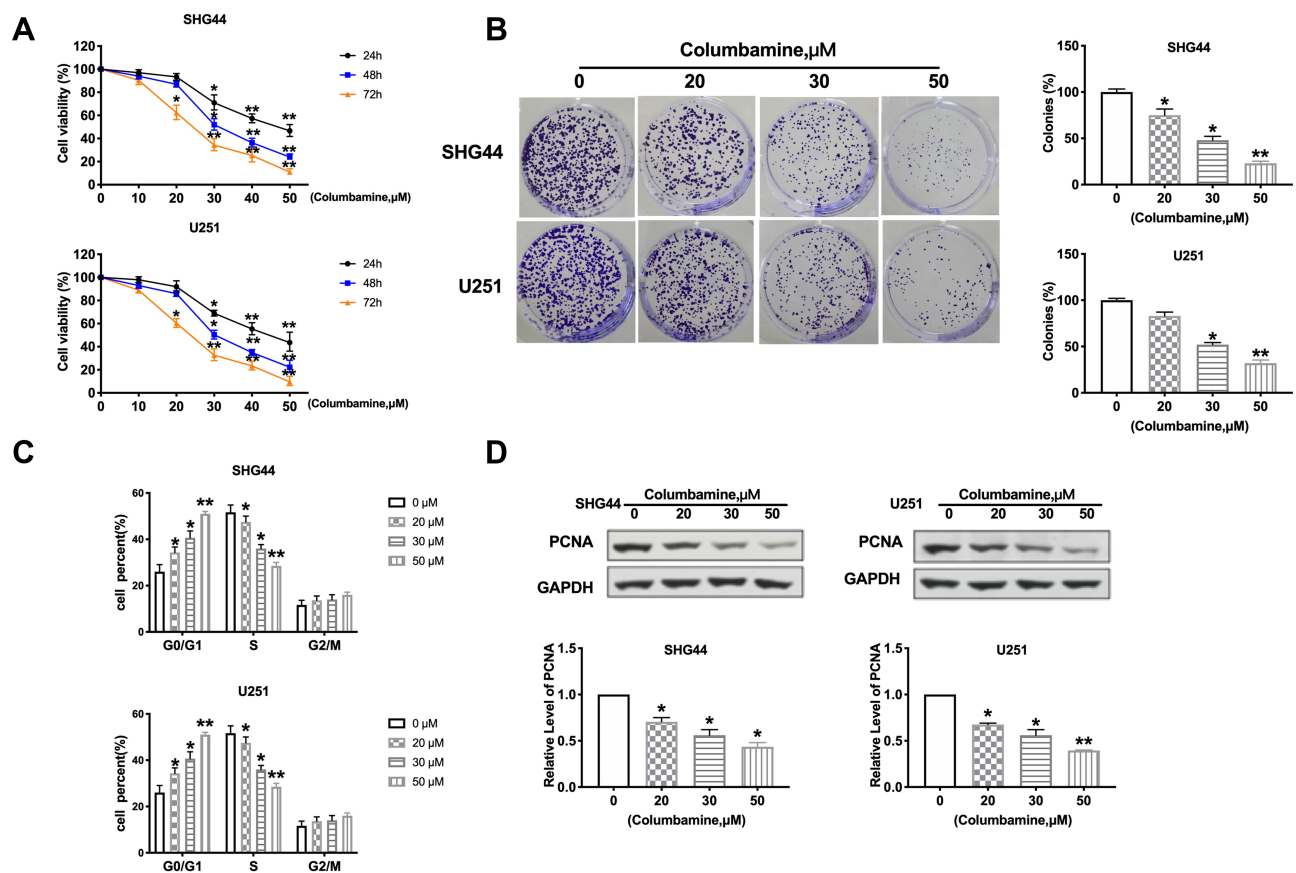 A
SHG44
Cell viability (%)
120
100
80
60
40
20
0
24h
48h
72h
* ** **
* ** **
* ** ** **
0 10 20 30 40 50 (Columbamine,μM)
U251
Cell viability (%)
120
100
80
60
40
20
0
24h
48h
72h
* ** **
* ** **
* ** ** **
0 10 20 30 40 50 (Columbamine,μM)
B
Columbamine,μM
0 20 30 50
SHG44
U251
SHG44
Colonies (%)
150
100
50
0
* * **
0 20 30 50
(Columbamine,μM)
U251
Colonies (%)
150
100
50
0
* **
0 20 30 50
(Columbamine,μM)
C
SHG44
cell percent(%)
60
40
20
0
* * ** * * **
G0/G1 S G2/M
0 μM
20 μM
30 μM
50 μM
U251
cell percent(%)
60
40
20
0
* * ** * * **
G0/G1 S G2/M
0 μM
20 μM
30 μM
50 μM
D
Columbamine,μM
SHG44 0 20 30 50
PCNA
GAPDH
Columbamine,μM
U251 0 20 30 50
PCNA
GAPDH
SHG44
Relative Level of PCNA
1.5
1.0
0.5
0.0
* * *
0 20 30 50
(Columbamine,μM)
U251
Relative Level of PCNA
1.5
1.0
0.5
0.0
* * **
0 20 30 50
(Columbamine,μM)